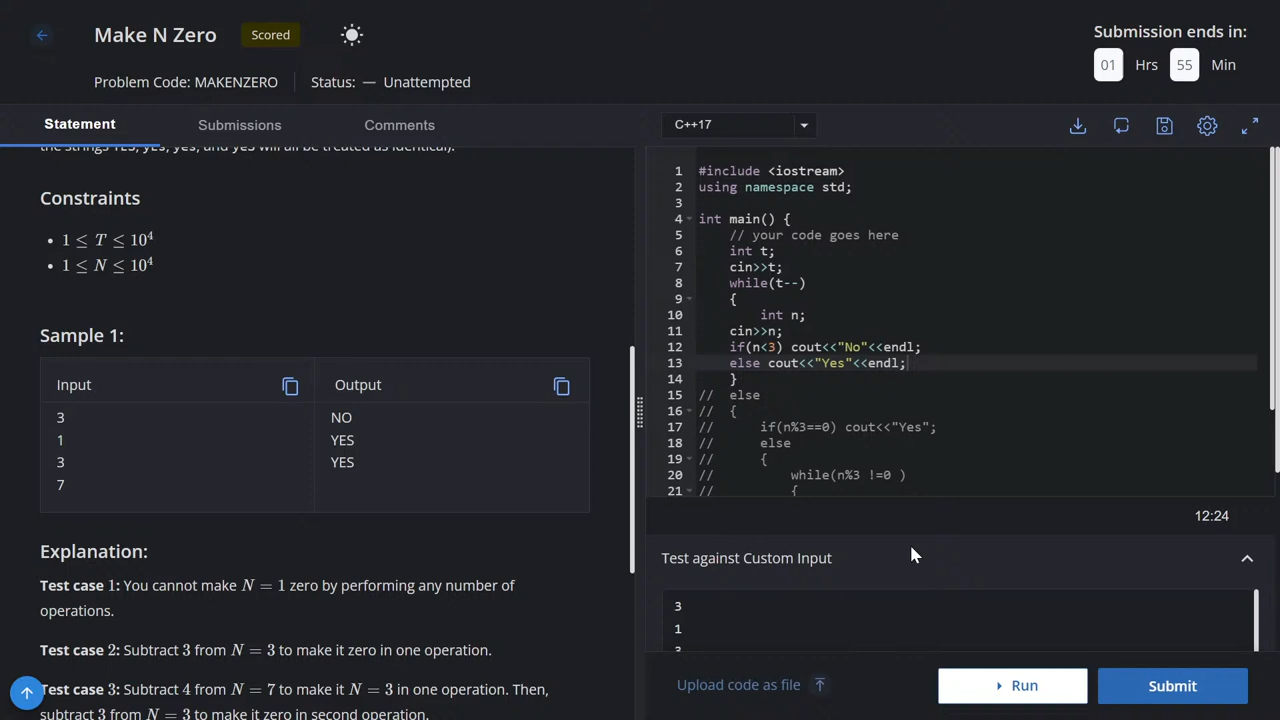 Make N Zero
Scored
Submission ends in:
01 Hrs 55 Min
Problem Code: MAKENZERO
Status: — Unattempted
Statement
Submissions
Comments
the strings YES, yes, yes, and yes will all be treated as identical).
Constraints
• 1 ≤ T ≤ 10⁴
• 1 ≤ N ≤ 10⁴
Sample 1:
Input
Output
3
1
3
7
NO
YES
YES
Explanation:
Test case 1: You cannot make N = 1 zero by performing any number of
operations.
Test case 2: Subtract 3 from N = 3 to make it zero in one operation.
Test case 3: Subtract 4 from N = 7 to make it N = 3 in one operation. Then,
subtract 3 from N = 3 to make it zero in second operation.
C++17
1 #include <iostream>
2 using namespace std;
3
4 int main() {
5 // your code goes here
6 int t;
7 cin>>t;
8 while(t--)
9 {
10 int n;
11 cin>>n;
12 if(n<3) cout<<"No"<<endl;
13 else cout<<"Yes"<<endl;
14 }
15 // else
16 // {
17 // if(n%3==0) cout<<"Yes";
18 // else
19 // {
20 // while(n%3 !=0 )
21 // {
12:24
Test against Custom Input
3
1
3
Upload code as file
Run
Submit